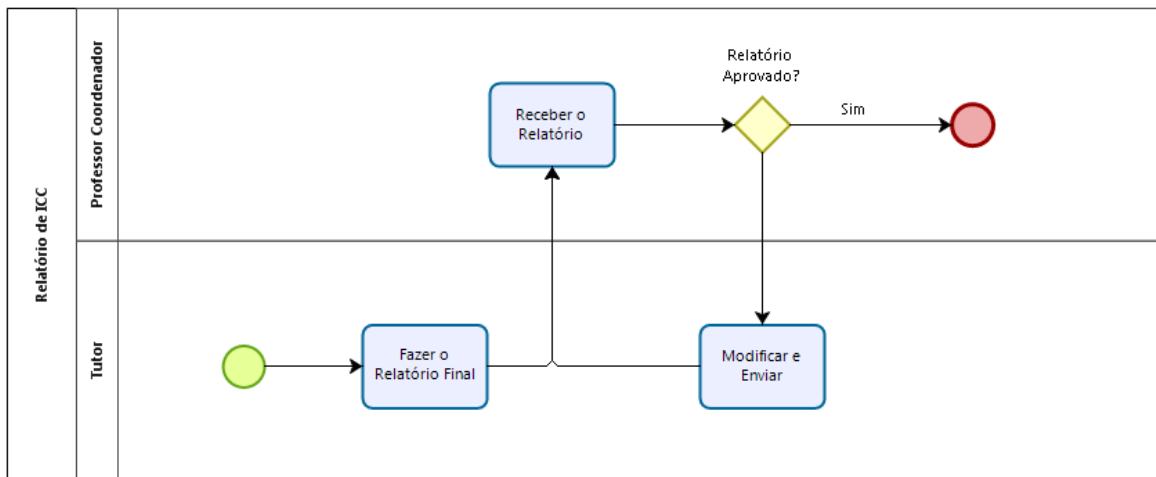 Relatório de ICC
Professor Coordenador
Receber o
Relatório
Relatório
Aprovado?
Sim
Tutor
Fazer o
Relatório Final
Modificar e
Enviar